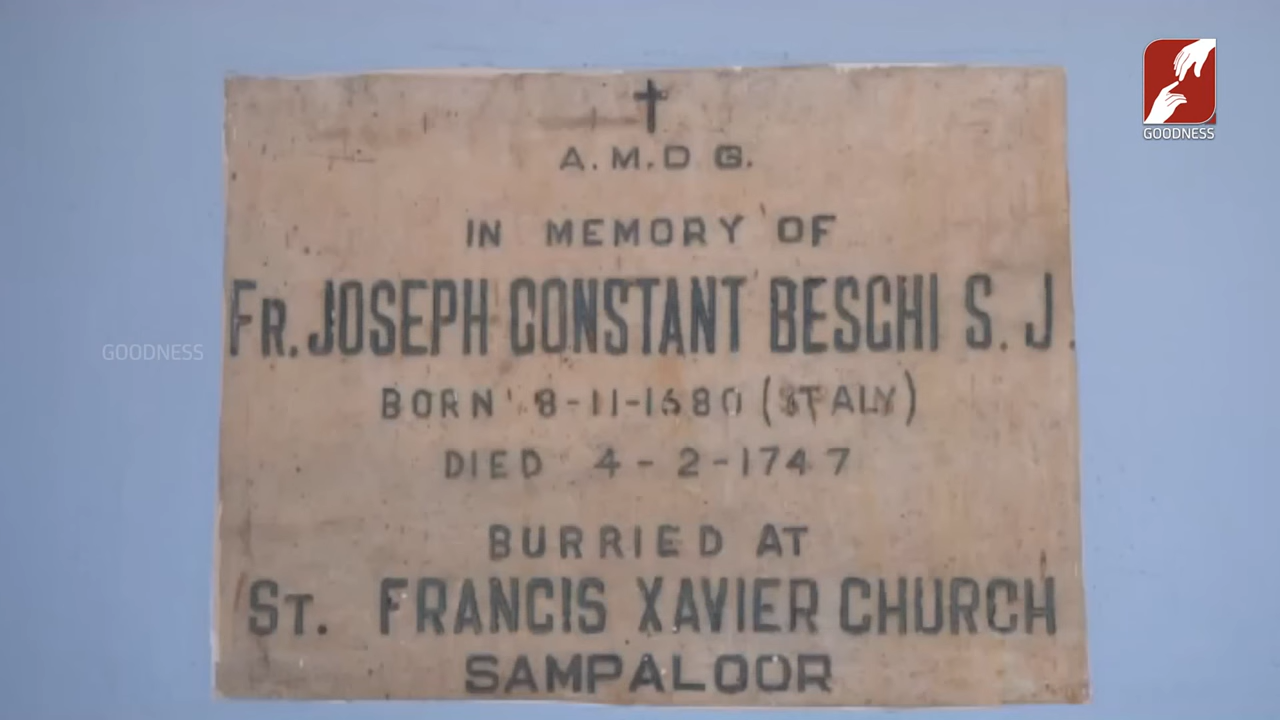 GOODNESS
A.M.D G.
IN MEMORY OF
FR. JOSEPH CONSTANT BESCHI S. J.
GOODNESS
BORN 8-11-1680 (ITALY)
DIED 4-2-1747
BURRIED AT
ST. FRANCIS XAVIER CHURCH
SAMPALOOR